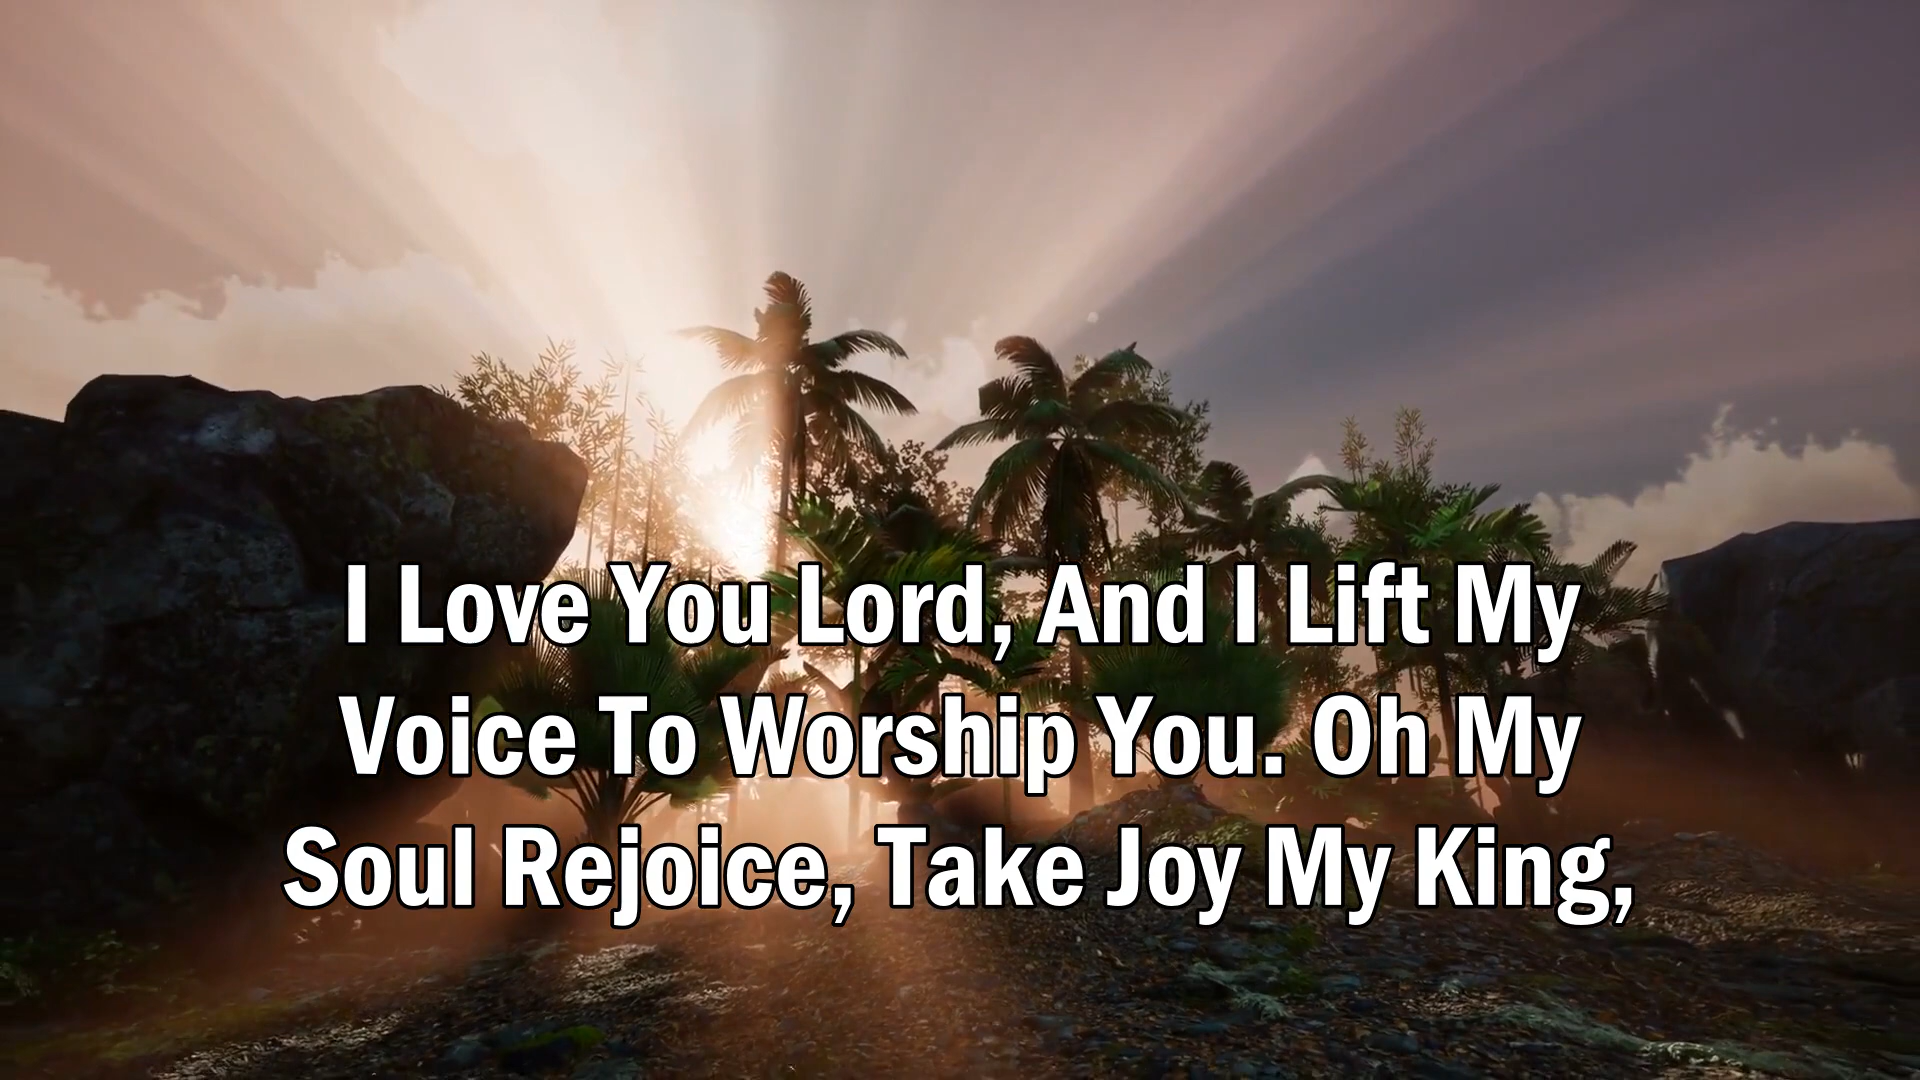 I Love You Lord, And I Lift My
Voice To Worship You. Oh My
Soul Rejoice, Take Joy My King,